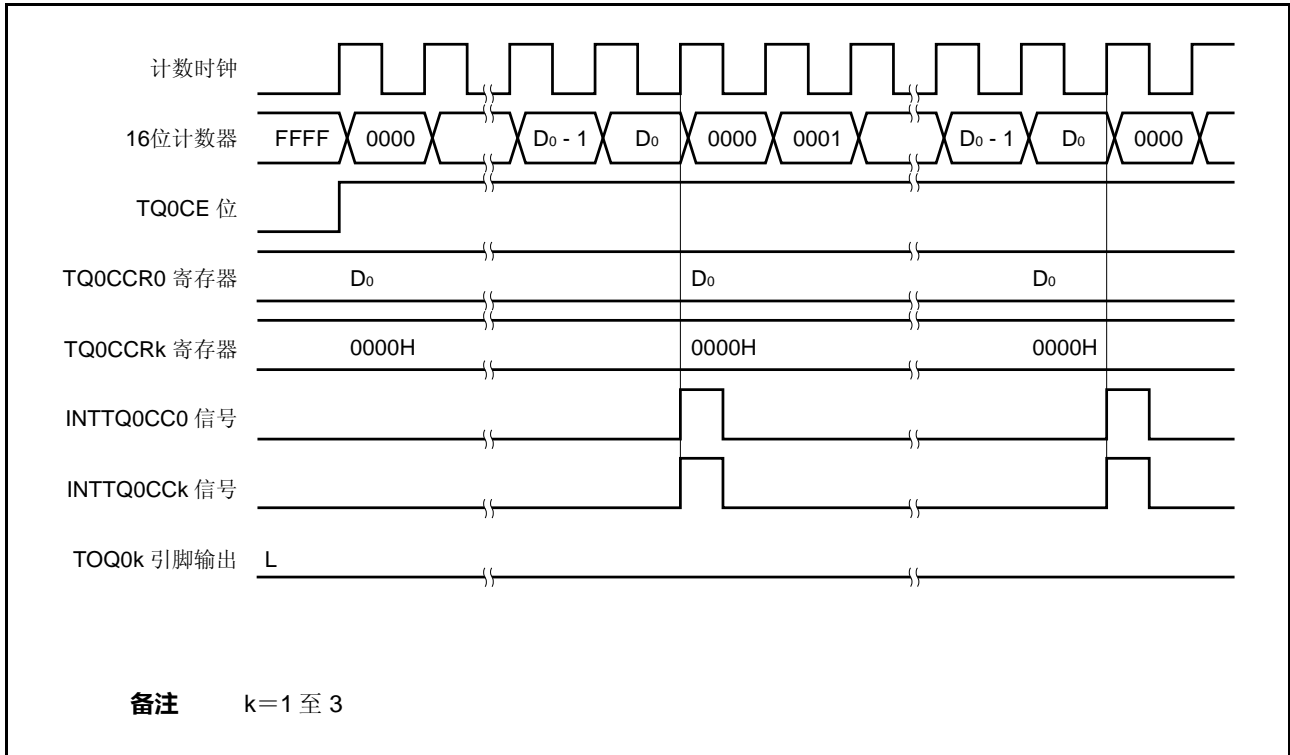 计数时钟
16位计数器 FFFF 0000 D0 - 1 D0 0000 0001 D0 - 1 D0 0000
TQ0CE 位
TQ0CCR0 寄存器 D0 D0 D0
TQ0CCRk 寄存器 0000H 0000H 0000H
INTTQ0CC0 信号
INTTQ0CCk 信号
TOQ0k 引脚输出 L
备注 k＝1 至 3